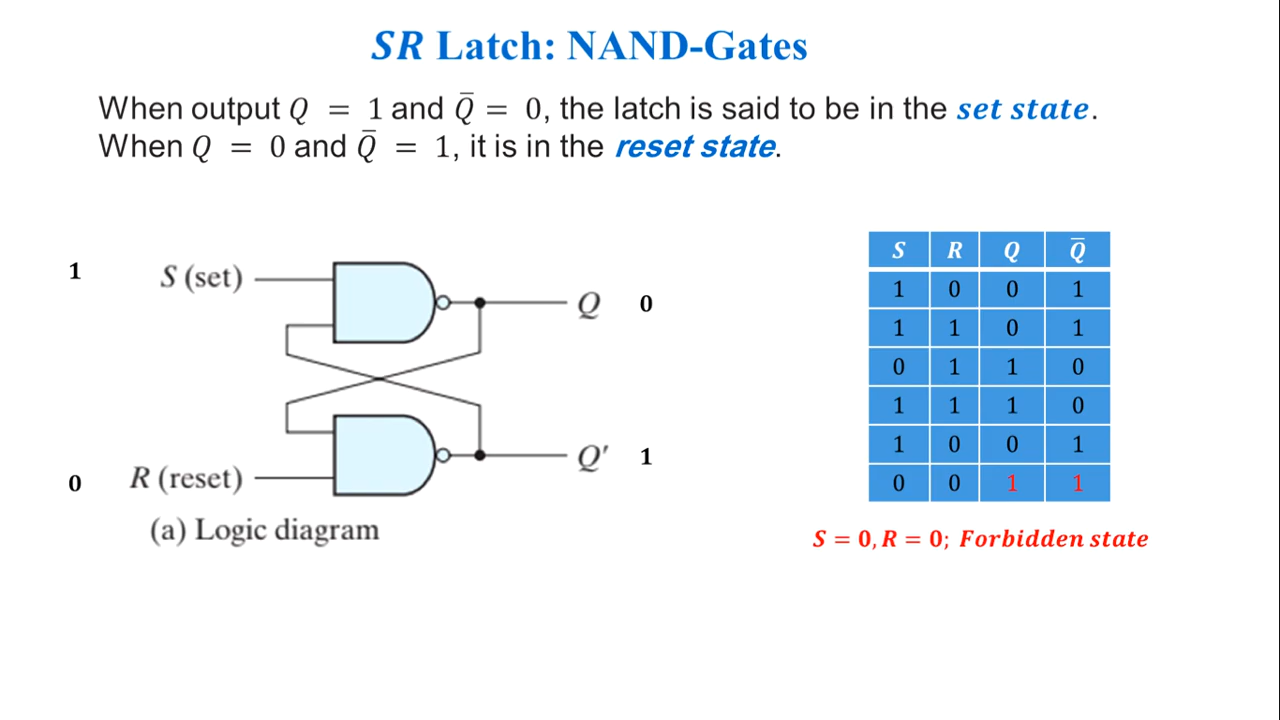 SR Latch: NAND-Gates
When output Q = 1 and Q̅ = 0, the latch is said to be in the set state.
When Q = 0 and Q̅ = 1, it is in the reset state.
1 S (set) Q 0
0 R (reset) Q′ 1
(a) Logic diagram
S R Q Q̅
1 0 0 1
1 1 0 1
0 1 1 0
1 1 1 0
1 0 0 1
0 0 1 1
S = 0, R = 0; Forbidden state